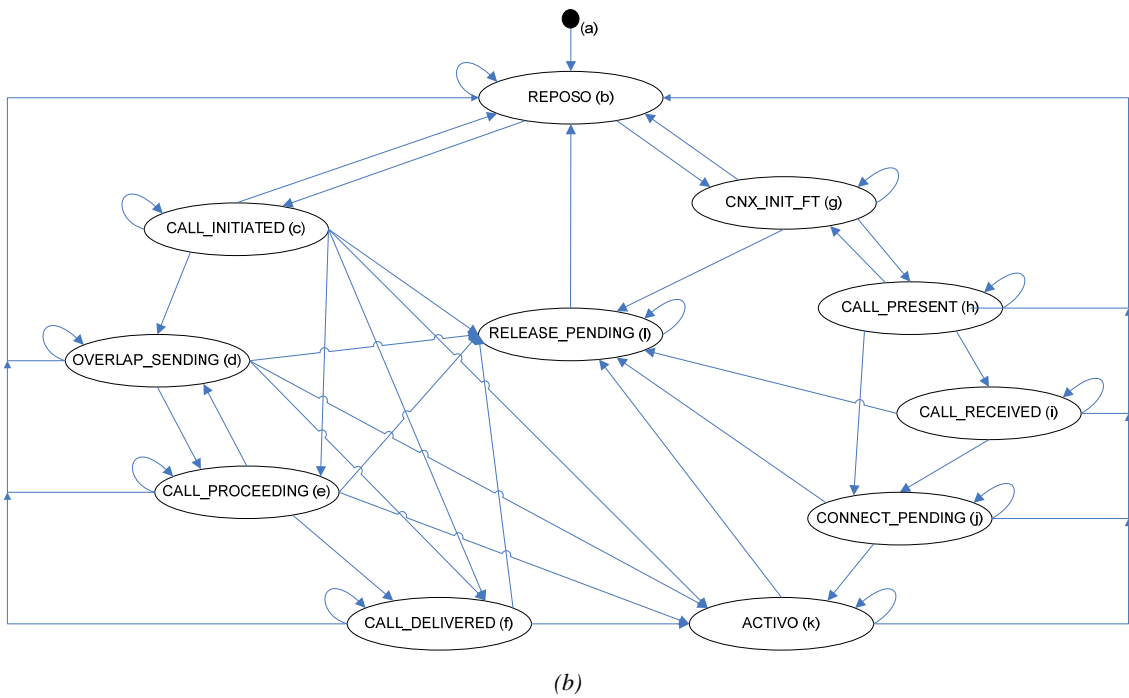 (a)
REPOSO (b)
CNX_INIT_FT (g)
CALL_INITIATED (c)
CALL_PRESENT (h)
RELEASE_PENDING (l)
OVERLAP_SENDING (d)
CALL_RECEIVED (i)
CALL_PROCEEDING (e)
CONNECT_PENDING (j)
CALL_DELIVERED (f)
ACTIVO (k)
(b)